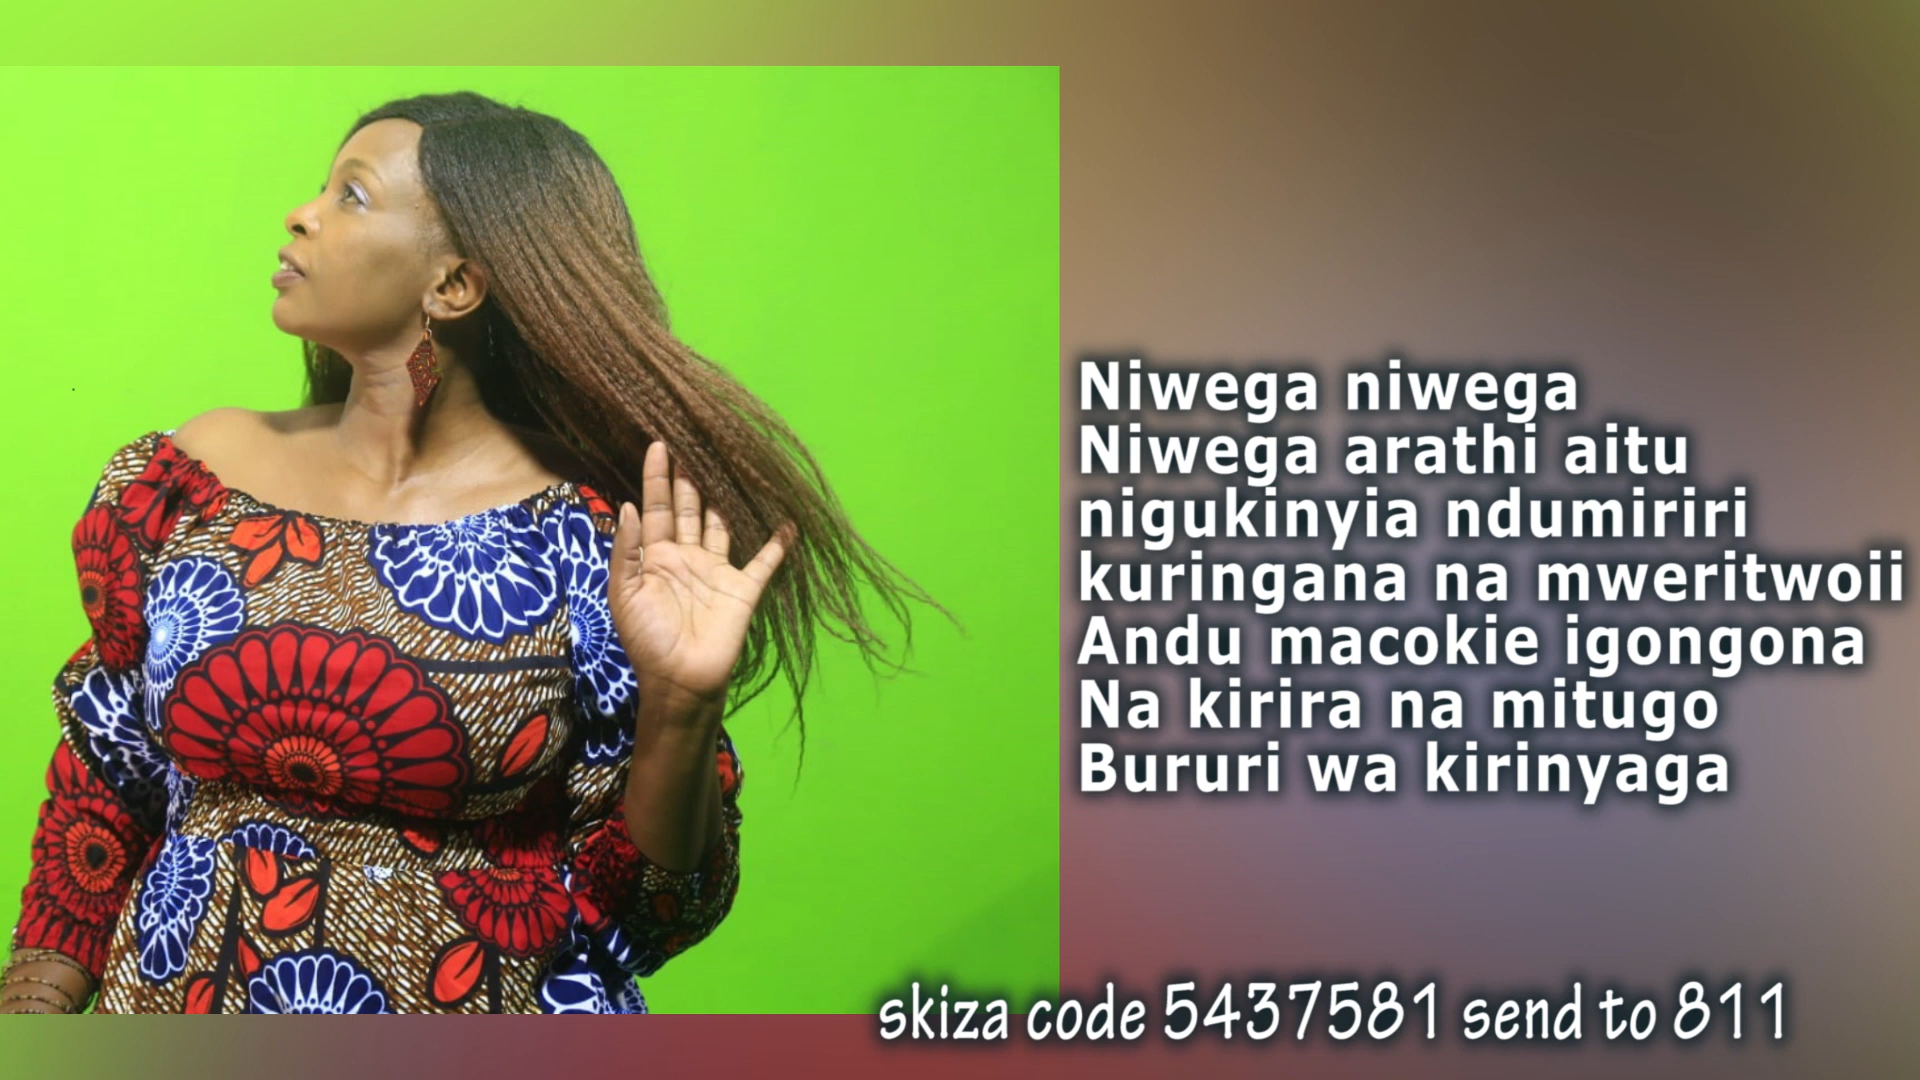 Niwega niwega
Niwega arathi aitu
nigukinyia ndumiriri
kuringana na mweritwoii
Andu macokie igongona
Na kirira na mitugo
Bururi wa kirinyaga
skiza code 5437581 send to 811